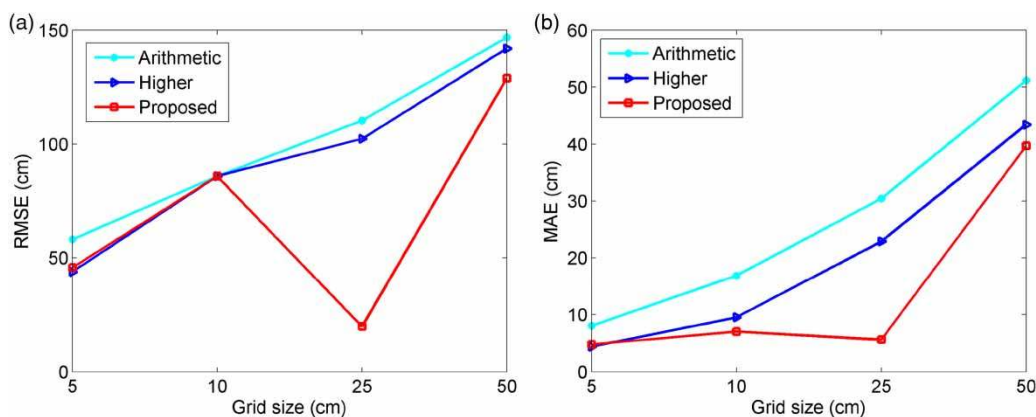 (a)
150
100
50
0
RMSE (cm)
Arithmetic
Higher
Proposed
5 10 25 50
Grid size (cm)
(b)
60
50
40
30
20
10
0
MAE (cm)
Arithmetic
Higher
Proposed
5 10 25 50
Grid size (cm)